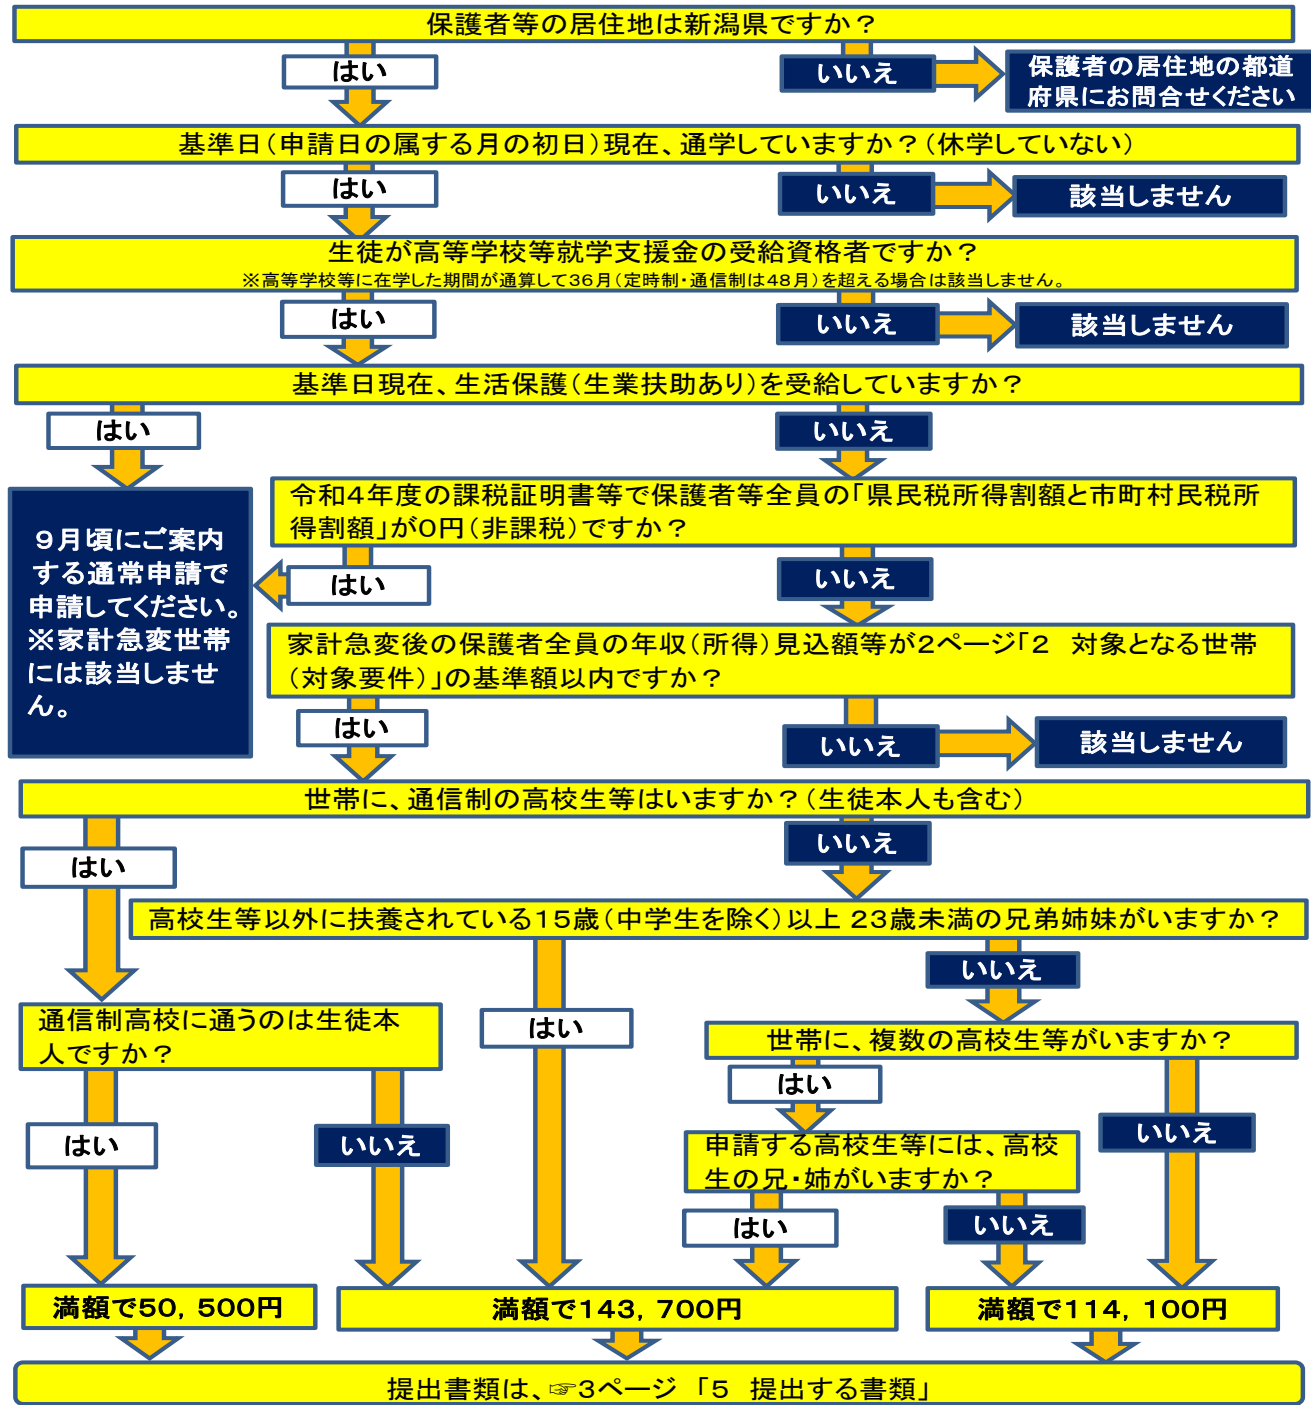 保護者等の居住地は新潟県ですか？
はい
いいえ
保護者の居住地の都道
府県にお問合せください
基準日（申請日の属する月の初日）現在、通学していますか？（休学していない）
はい
いいえ
該当しません
生徒が高等学校等就学支援金の受給資格者ですか？
※高等学校等に在学した期間が通算して36月（定時制・通信制は48月）を超える場合は該当しません。
はい
いいえ
該当しません
基準日現在、生活保護（生業扶助あり）を受給していますか？
はい
いいえ
令和4年度の課税証明書等で保護者等全員の「県民税所得割額と市町村民税所
得割額」が0円（非課税）ですか？
はい
いいえ
９月頃にご案内
する通常申請で
申請してください。
※家計急変世帯
には該当しませ
ん。
家計急変後の保護者全員の年収（所得）見込額等が2ページ「2　対象となる世帯
（対象要件）」の基準額以内ですか？
はい
いいえ
該当しません
世帯に、通信制の高校生等はいますか？（生徒本人も含む）
はい
いいえ
高校生等以外に扶養されている15歳（中学生を除く）以上 23歳未満の兄弟姉妹がいますか？
はい
いいえ
通信制高校に通うのは生徒本
人ですか？
はい
いいえ
世帯に、複数の高校生等がいますか？
はい
いいえ
申請する高校生等には、高校
生の兄・姉がいますか？
はい
いいえ
満額で50，500円
満額で143，700円
満額で114，100円
提出書類は、☞3ページ 「5　提出する書類」